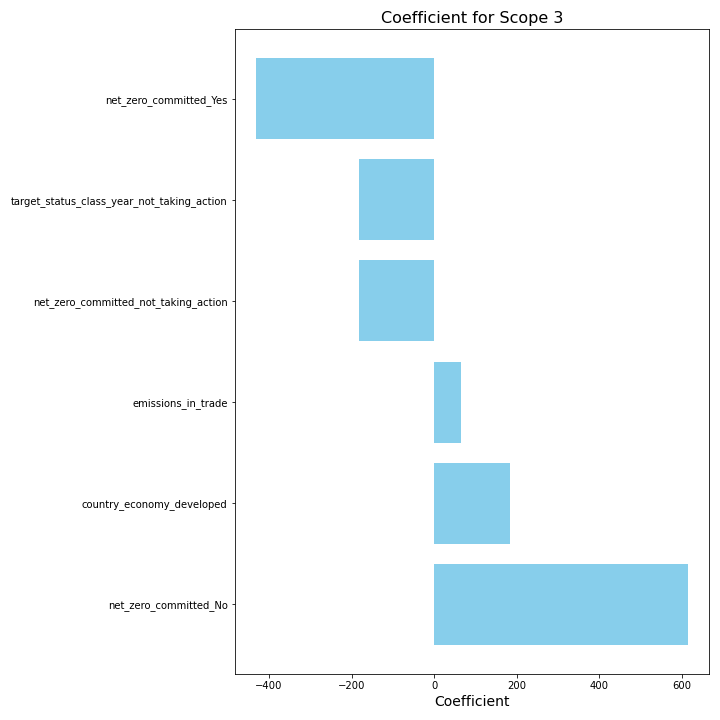 Coefficient for Scope 3
net_zero_committed_Yes
target_status_class_year_not_taking_action
net_zero_committed_not_taking_action
emissions_in_trade
country_economy_developed
net_zero_committed_No
−400 −200 0 200 400 600
Coefficient